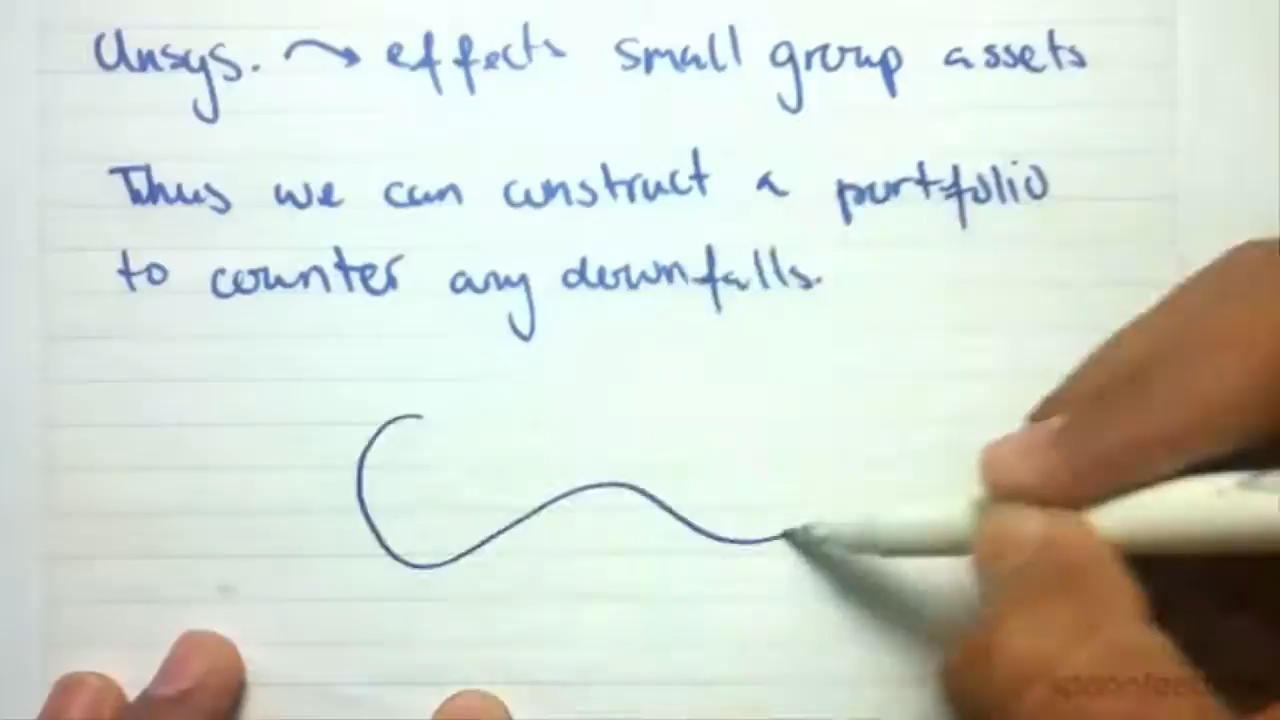 Unsys. → effects small group assets
Thus we can construct a portfolio
to counter any downfalls.